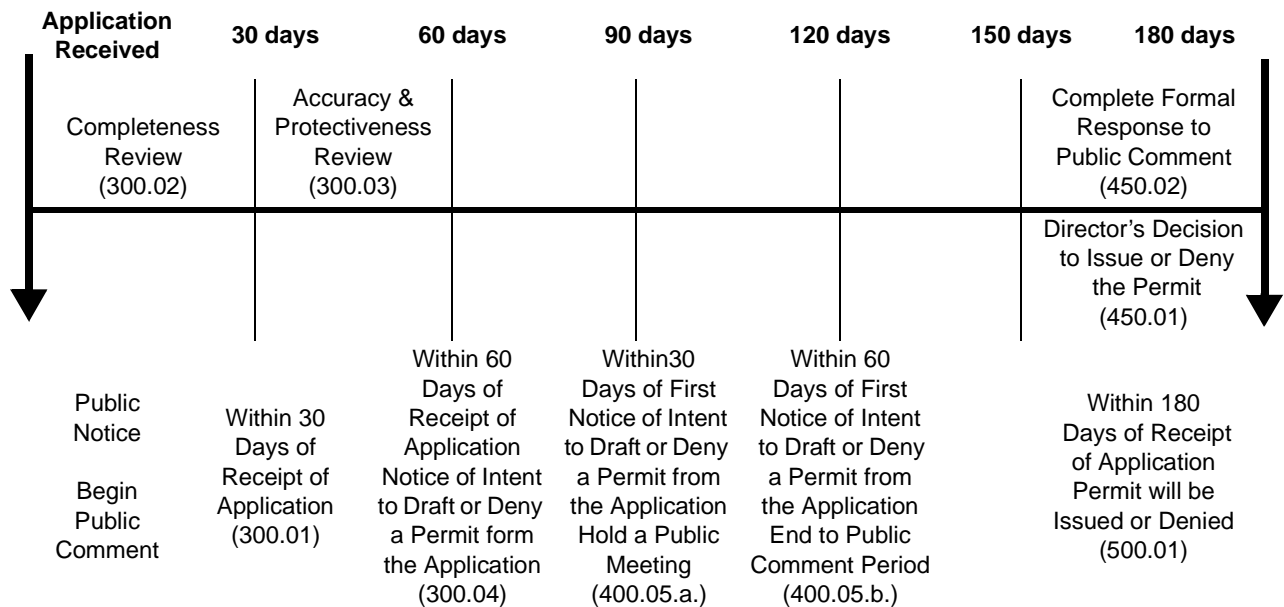 Application
Received
30 days
60 days
90 days
120 days
150 days
180 days
Completeness
Review
(300.02)
Accuracy &
Protectiveness
Review
(300.03)
Complete Formal
Response to
Public Comment
(450.02)
Director's Decision
to Issue or Deny
the Permit
(450.01)
Public
Notice
Begin
Public
Comment
Within 30
Days of
Receipt of
Application
(300.01)
Within 60
Days of
Receipt of
Application
Notice of Intent
to Draft or Deny
a Permit form
the Application
(300.04)
Within30
Days of First
Notice of Intent
to Draft or Deny
a Permit from
the Application
Hold a Public
Meeting
(400.05.a.)
Within 60
Days of First
Notice of Intent
to Draft or Deny
a Permit from
the Application
End to Public
Comment Period
(400.05.b.)
Within 180
Days of Receipt
of Application
Permit will be
Issued or Denied
(500.01)